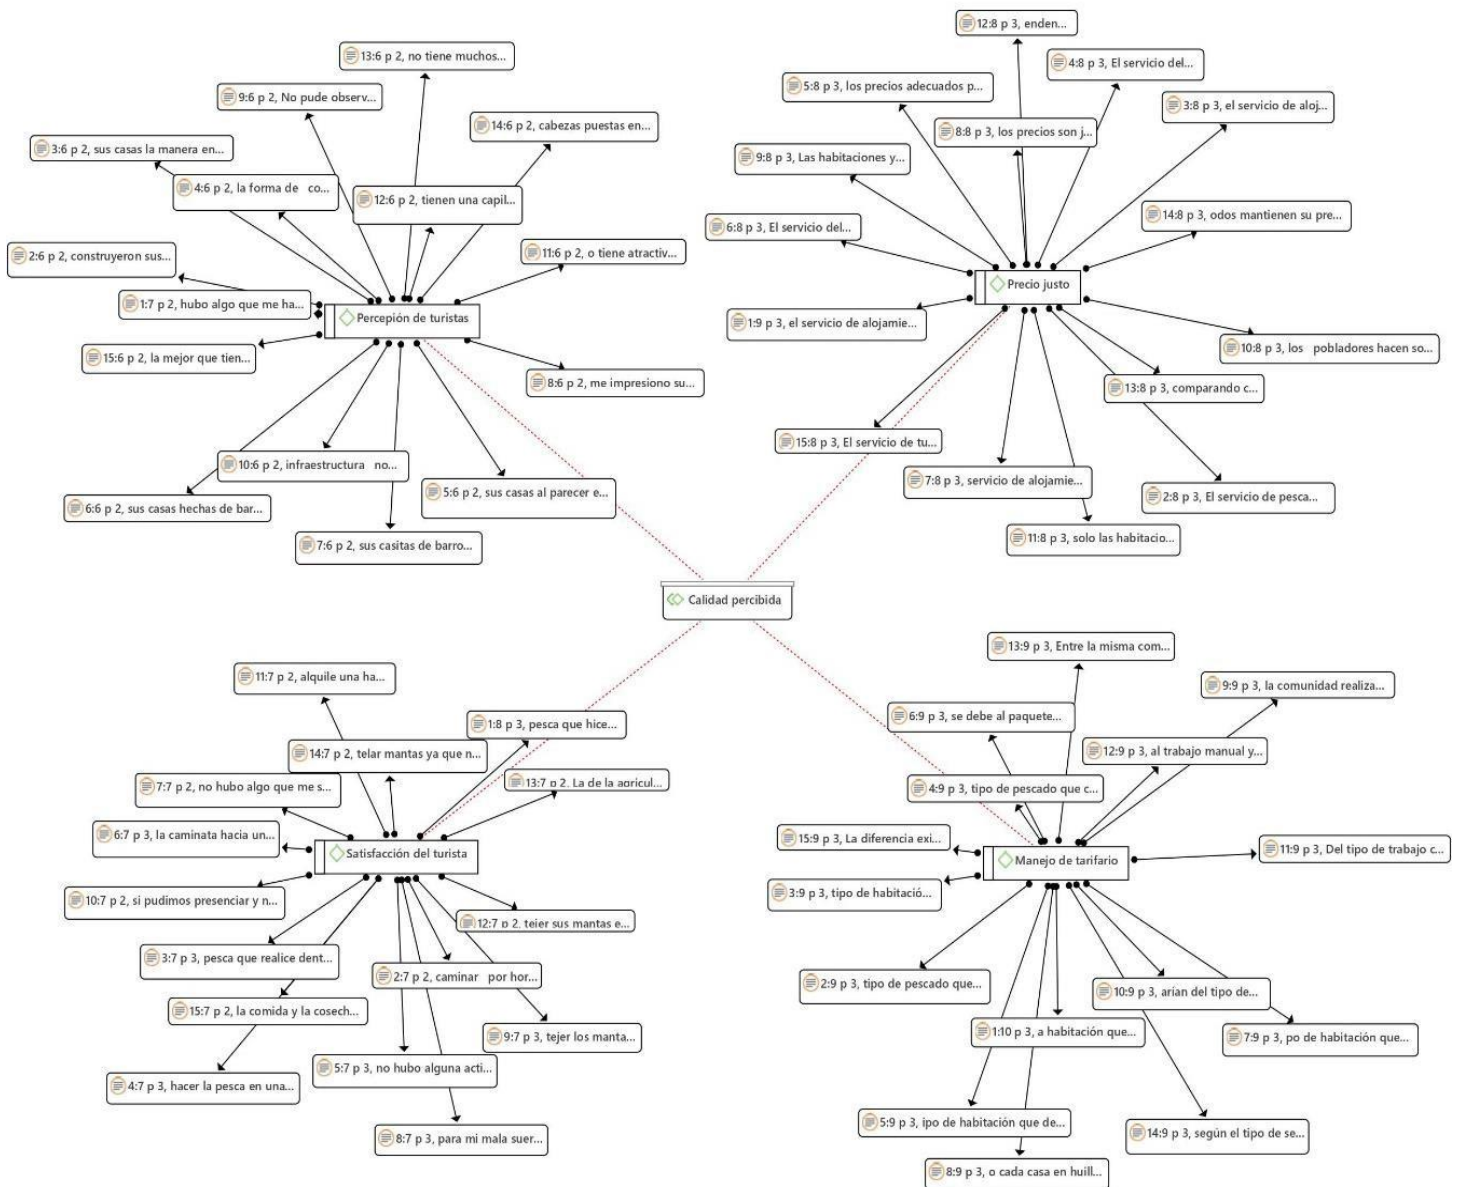 12:8 p 3, enden...
13:6 p 2, no tiene muchos...
4:8 p 3, El servicio del...
5:8 p 3, los precios adecuados p...
9:6 p 2, No pude observ...
3:8 p 3, el servicio de aloj...
14:6 p 2, cabezas puestas en...
8:8 p 3, los precios son j...
3:6 p 2, sus casas la manera en...
9:8 p 3, Las habitaciones y...
4:6 p 2, la forma de co...
12:6 p 2, tienen una capil...
14:8 p 3, odos mantienen su pre...
6:8 p 3, El servicio del...
2:6 p 2, construyeron sus...
11:6 p 2, o tiene atractiv...
Precio justo
1:7 p 2, hubo algo que me ha...
Percepión de turistas
1:9 p 3, el servicio de alojamie...
10:8 p 3, los pobladores hacen so...
15:6 p 2, la mejor que tien...
8:6 p 2, me impresiono su...
13:8 p 3, comparando c...
15:8 p 3, El servicio de tu...
10:6 p 2, infraestructura no...
7:8 p 3, servicio de alojamie...
5:6 p 2, sus casas al parecer e...
2:8 p 3, El servicio de pesca...
6:6 p 2, sus casas hechas de bar...
11:8 p 3, solo las habitacio...
7:6 p 2, sus casitas de barro...
Calidad percibida
13:9 p 3, Entre la misma com...
11:7 p 2, alquile una ha...
9:9 p 3, la comunidad realiza...
6:9 p 3, se debe al paquete...
1:8 p 3, pesca que hice...
12:9 p 3, al trabajo manual y...
14:7 p 2, telar mantas ya que n...
13:7 p 2, La de la agricul...
7:7 p 2, no hubo algo que me s...
4:9 p 3, tipo de pescado que c...
6:7 p 3, la caminata hacia un...
15:9 p 3, La diferencia exi...
11:9 p 3, Del tipo de trabajo c...
Satisfacción del turista
Manejo de tarifario
3:9 p 3, tipo de habitació...
10:7 p 2, si pudimos presenciar y n...
12:7 p 2, tejer sus mantas e...
3:7 p 3, pesca que realice dent...
2:7 p 2, caminar por hor...
2:9 p 3, tipo de pescado que...
10:9 p 3, arían del tipo de...
15:7 p 2, la comida y la cosech...
1:10 p 3, a habitación que...
9:7 p 3, tejer los manta...
7:9 p 3, po de habitación que...
5:7 p 3, no hubo alguna acti...
4:7 p 3, hacer la pesca en una...
5:9 p 3, ipo de habitación que de...
14:9 p 3, según el tipo de se...
8:7 p 3, para mi mala suer...
8:9 p 3, o cada casa en huill...